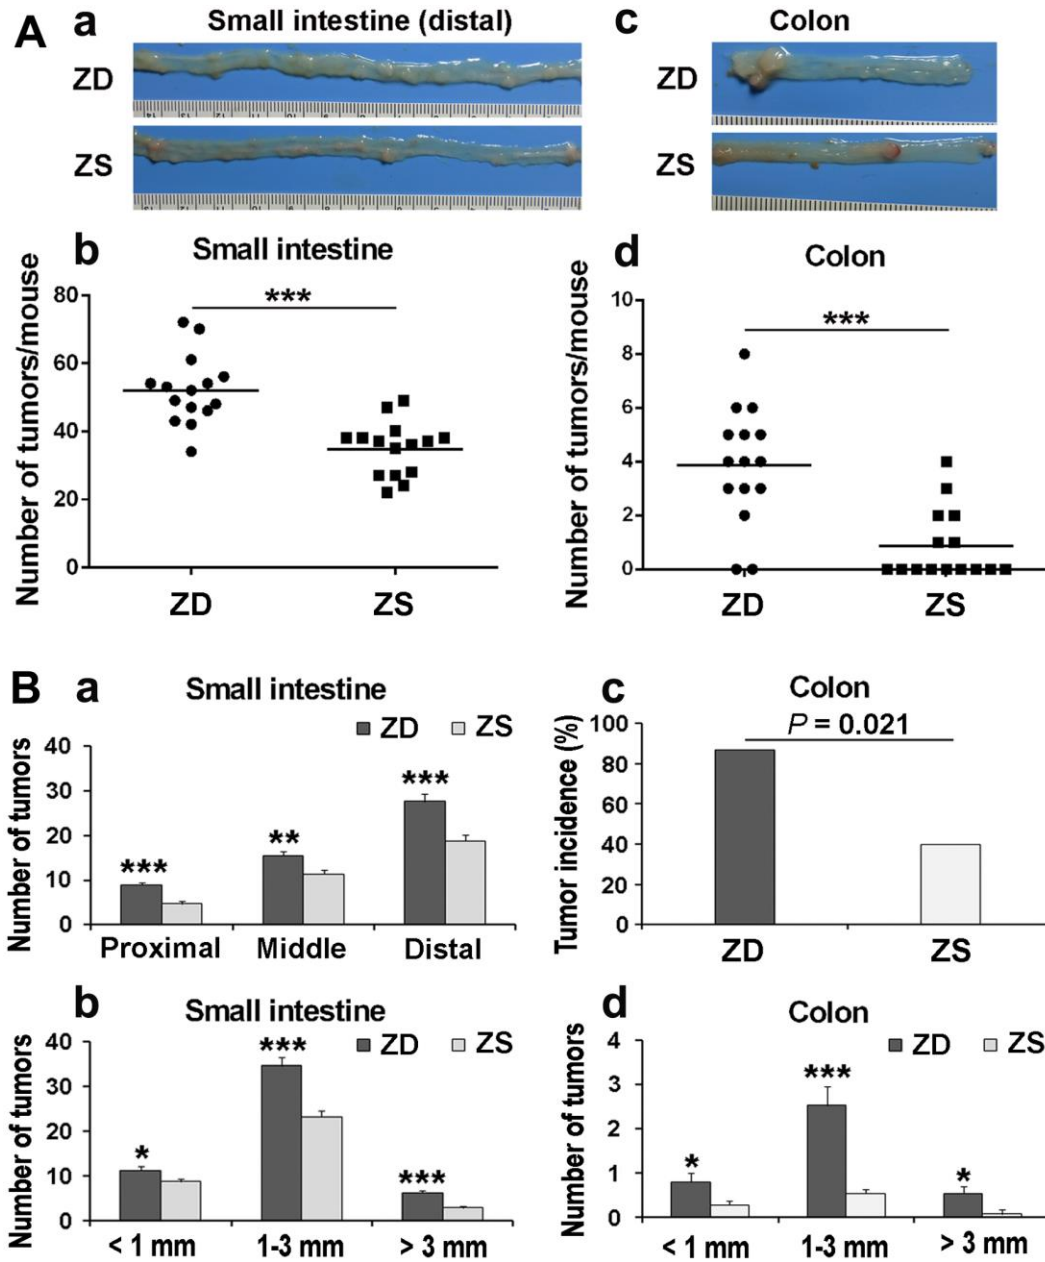 A a Small intestine (distal)
ZD
ZS
c Colon
ZD
ZS
b Small intestine
Number of tumors/mouse
80
60
40
20
0
***
ZD ZS
d Colon
Number of tumors/mouse
10
8
6
4
2
0
***
ZD ZS
B a Small intestine
ZD ZS
Number of tumors
40
30
20
10
0
*** ** ***
Proximal Middle Distal
c Colon
P = 0.021
Tumor incidence (%)
100
80
60
40
20
0
ZD ZS
b Small intestine
ZD ZS
Number of tumors
40
30
20
10
0
* *** ***
< 1 mm 1-3 mm > 3 mm
d Colon
ZD ZS
Number of tumors
4
3
2
1
0
* *** *
< 1 mm 1-3 mm > 3 mm